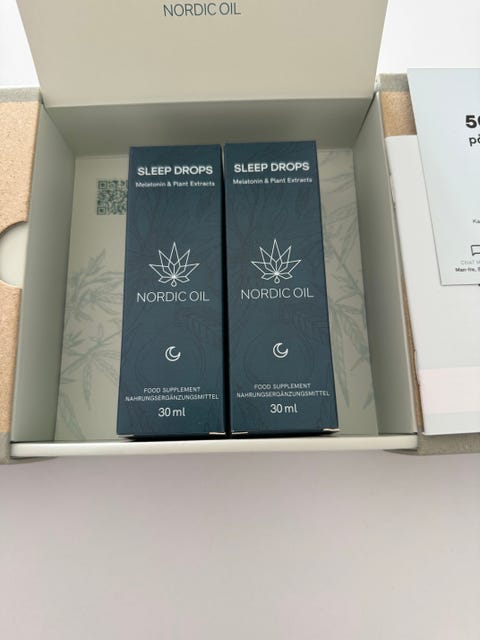 NORDIC OIL
SLEEP DROPS
Melatonin & Plant Extracts
NORDIC OIL
FOOD SUPPLEMENT
NAHRUNGSERGÄNZUNGSMITTEL
30 ml
SLEEP DROPS
Melatonin & Plant Extracts
NORDIC OIL
FOOD SUPPLEMENT
NAHRUNGSERGÄNZUNGSMITTEL
30 ml